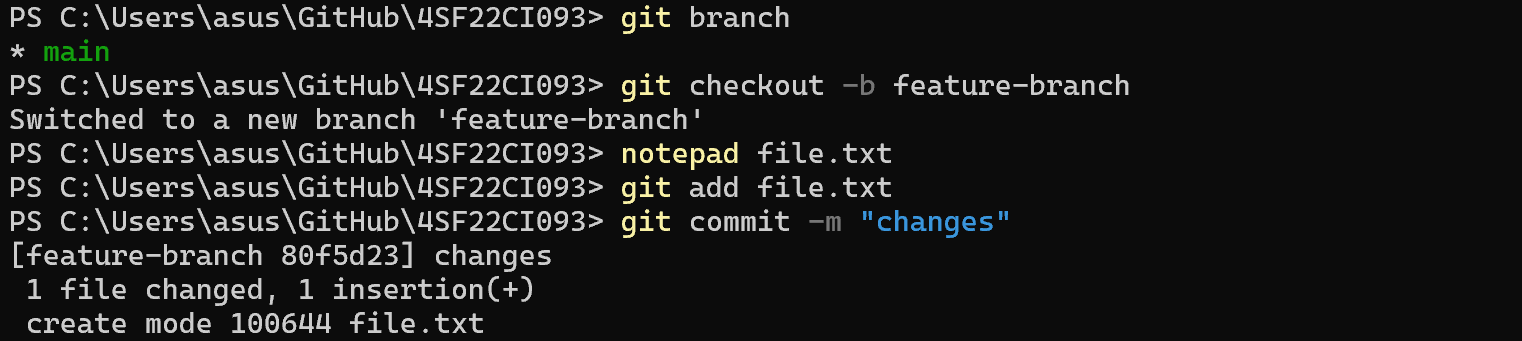 PS C:\Users\asus\GitHub\4SF22CI093> git branch
* main
PS C:\Users\asus\GitHub\4SF22CI093> git checkout -b feature-branch
Switched to a new branch 'feature-branch'
PS C:\Users\asus\GitHub\4SF22CI093> notepad file.txt
PS C:\Users\asus\GitHub\4SF22CI093> git add file.txt
PS C:\Users\asus\GitHub\4SF22CI093> git commit -m "changes"
[feature-branch 80f5d23] changes
 1 file changed, 1 insertion(+)
 create mode 100644 file.txt